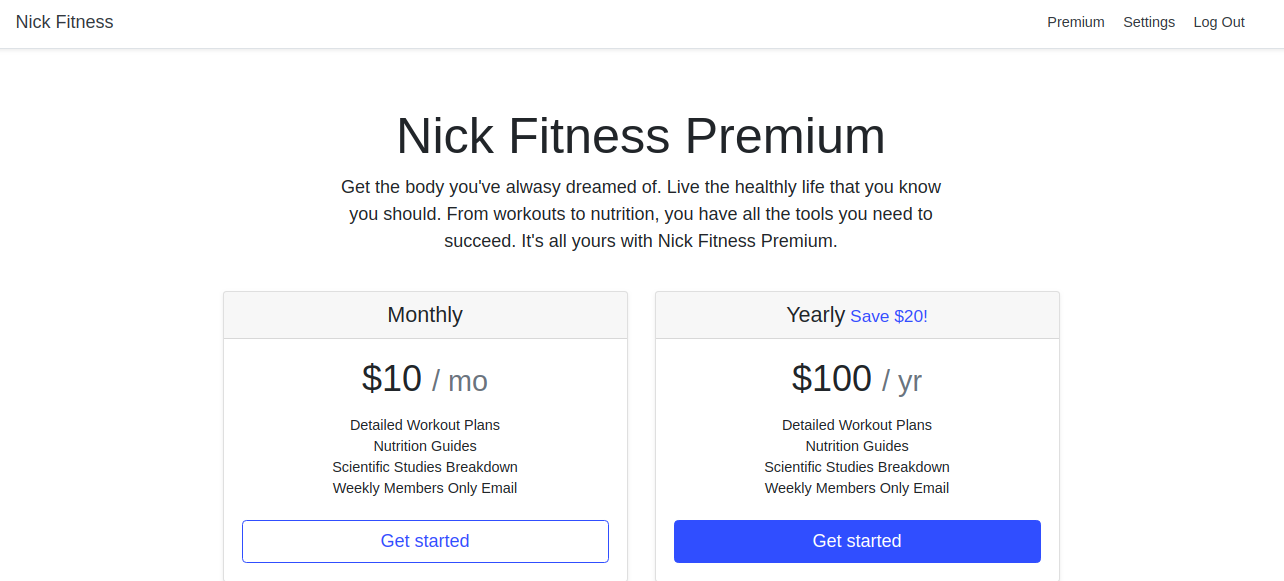 Nick Fitness
Premium Settings Log Out
Nick Fitness Premium
Get the body you've alwasy dreamed of. Live the healthly life that you know
you should. From workouts to nutrition, you have all the tools you need to
succeed. It's all yours with Nick Fitness Premium.
Monthly
$10 / mo
Detailed Workout Plans
Nutrition Guides
Scientific Studies Breakdown
Weekly Members Only Email
Get started
Yearly Save $20!
$100 / yr
Detailed Workout Plans
Nutrition Guides
Scientific Studies Breakdown
Weekly Members Only Email
Get started